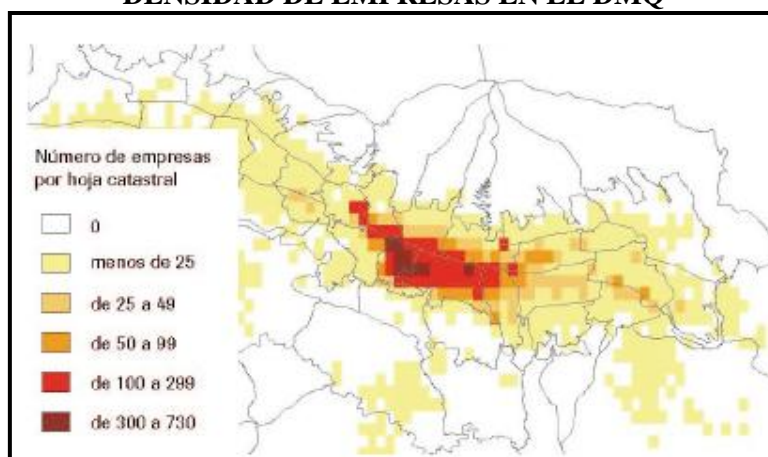 DENSIDAD DE EMPRESAS EN EL DMQ
Número de empresas
por hoja catastral
0
menos de 25
de 25 a 49
de 50 a 99
de 100 a 299
de 300 a 730